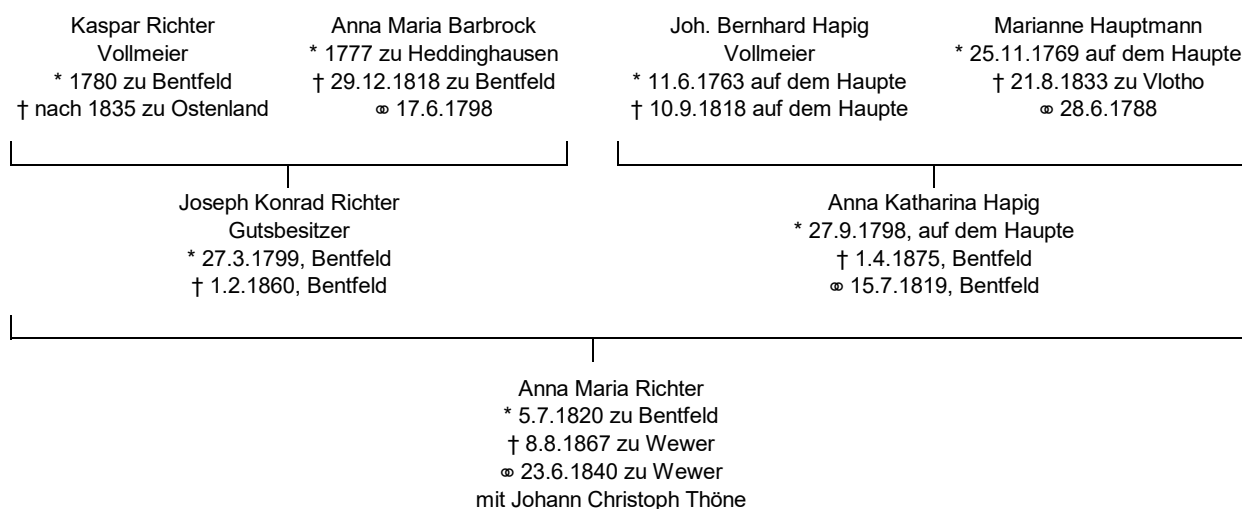 Kaspar Richter
Vollmeier
* 1780 zu Bentfeld
† nach 1835 zu Ostenland
Anna Maria Barbrock
* 1777 zu Heddinghausen
† 29.12.1818 zu Bentfeld
⚭ 17.6.1798
Joh. Bernhard Hapig
Vollmeier
* 11.6.1763 auf dem Haupte
† 10.9.1818 auf dem Haupte
Marianne Hauptmann
* 25.11.1769 auf dem Haupte
† 21.8.1833 zu Vlotho
⚭ 28.6.1788
Joseph Konrad Richter
Gutsbesitzer
* 27.3.1799, Bentfeld
† 1.2.1860, Bentfeld
Anna Katharina Hapig
* 27.9.1798, auf dem Haupte
† 1.4.1875, Bentfeld
⚭ 15.7.1819, Bentfeld
Anna Maria Richter
* 5.7.1820 zu Bentfeld
† 8.8.1867 zu Wewer
⚭ 23.6.1840 zu Wewer
mit Johann Christoph Thöne